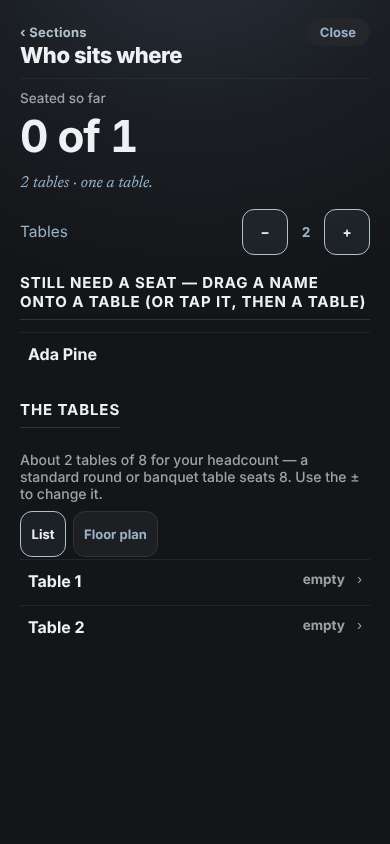 ‹ Sections
Close
Who sits where
Seated so far
0 of 1
2 tables · one a table.
Tables
−
2
+
STILL NEED A SEAT — DRAG A NAME
ONTO A TABLE (OR TAP IT, THEN A TABLE)
Ada Pine
THE TABLES
About 2 tables of 8 for your headcount — a
standard round or banquet table seats 8. Use the ±
to change it.
List
Floor plan
Table 1
empty ›
Table 2
empty ›